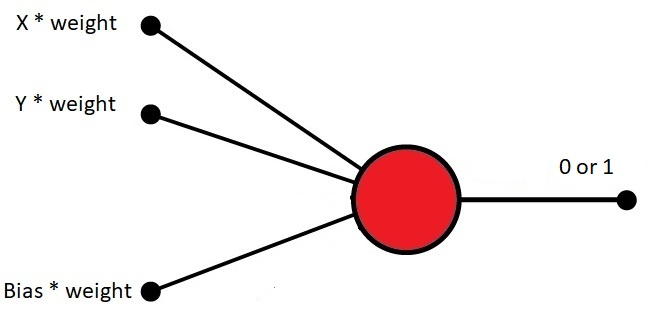 X * weight
Y * weight
0 or 1
Bias * weight